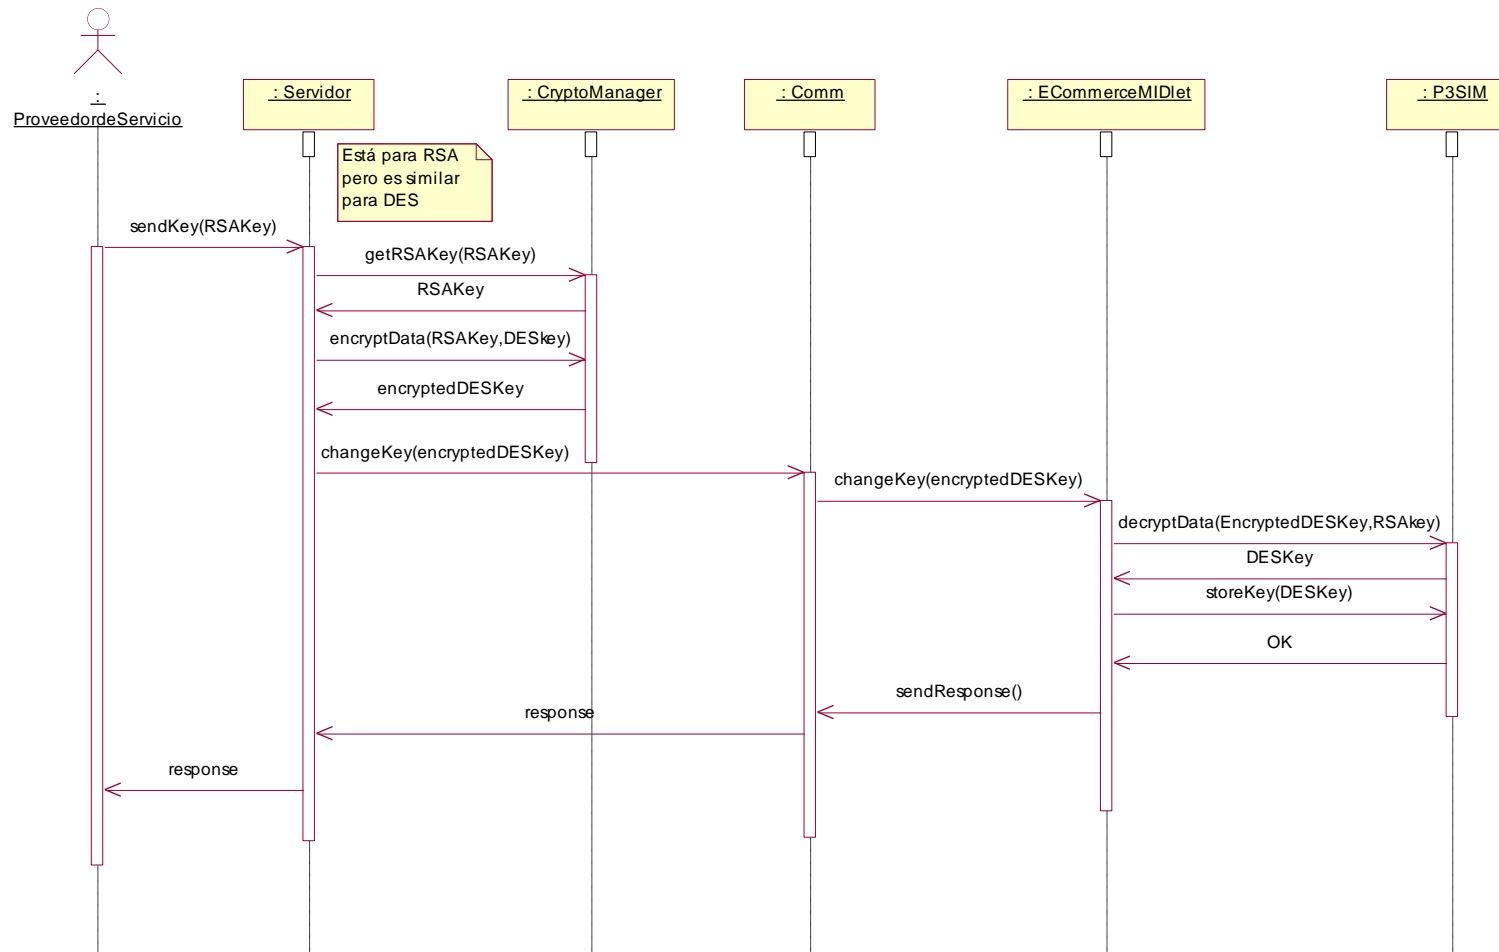 :
ProveedordeServicio
: Servidor
: CryptoManager
: Comm
: ECommerceMIDlet
: P3SIM
Está para RSA
pero es similar
para DES
sendKey(RSAKey)
getRSAKey(RSAKey)
RSAKey
encryptData(RSAKey,DESkey)
encryptedDESKey
changeKey(encryptedDESKey)
changeKey(encryptedDESKey)
decryptData(EncryptedDESKey,RSAkey)
DESKey
storeKey(DESKey)
OK
sendResponse()
response
response